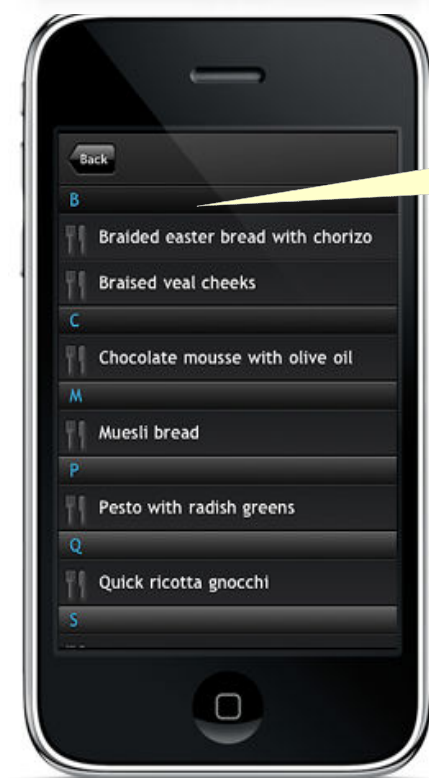 Back
B
Braided easter bread with chorizo
Braised veal cheeks
C
Chocolate mousse with olive oil
M
Muesli bread
P
Pesto with radish greens
Q
Quick ricotta gnocchi
S